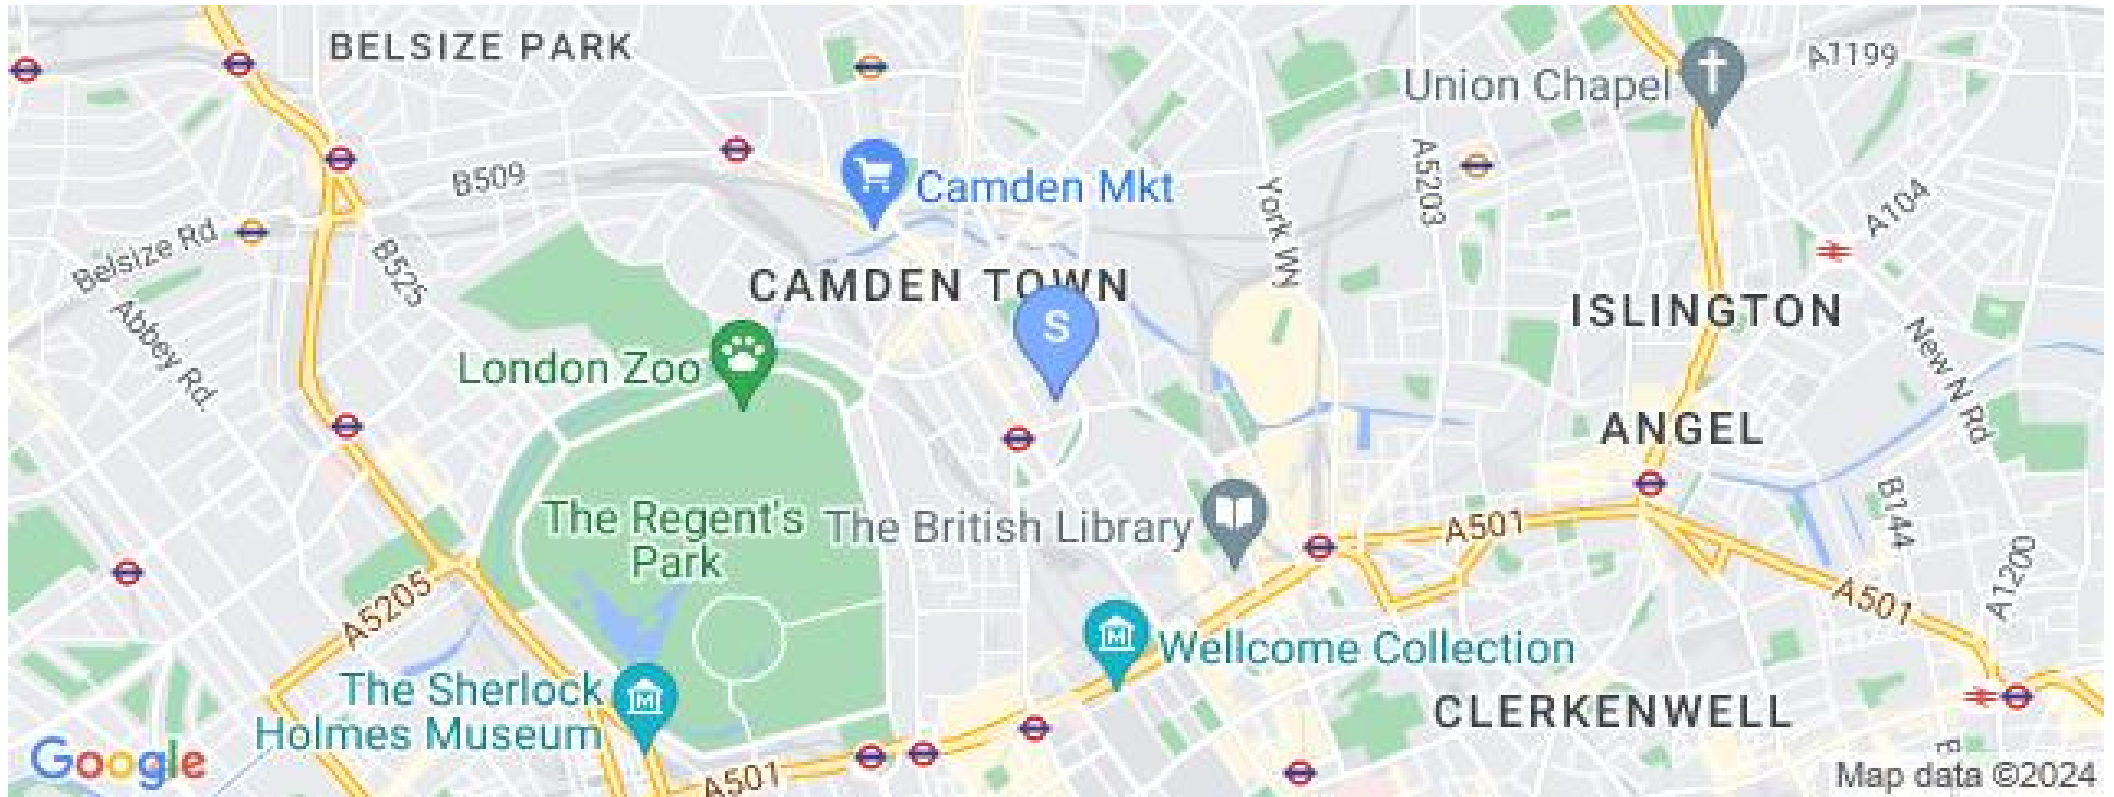 BELSIZE PARK
A1199
Union Chapel
B509
Camden Mkt
A5203
York Wy
A104
Belsize Rd
B525
CAMDEN TOWN
S
ISLINGTON
Abbey Rd.
London Zoo
New N Rd
ANGEL
The Regent's
Park
The British Library
A501
B144
A5205
A1200
A501
Wellcome Collection
The Sherlock
Holmes Museum
CLERKENWELL
Google
A501
Map data ©2024